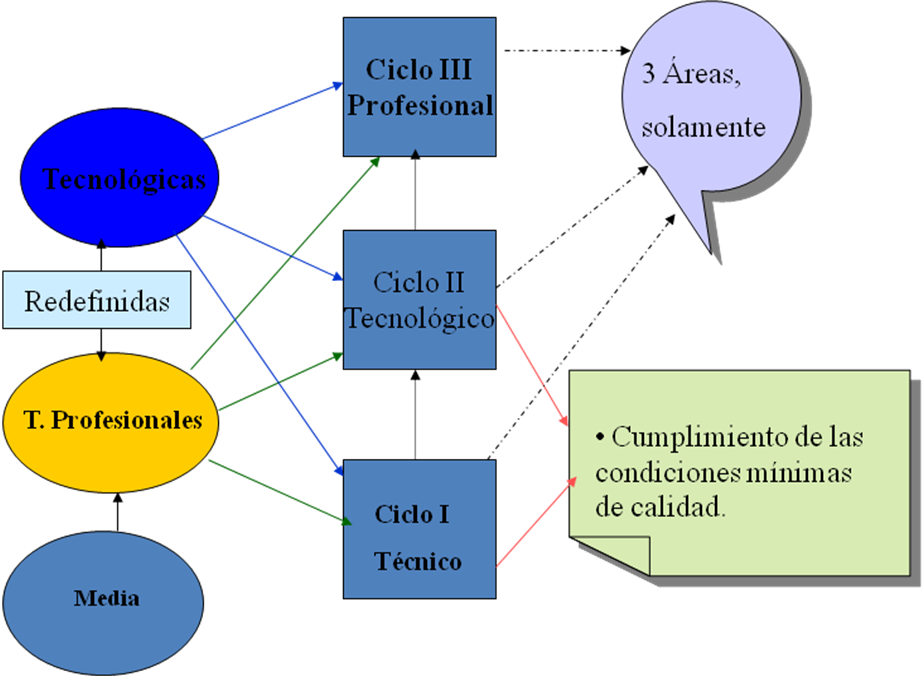 Tecnológicas
Redefinidas
T. Profesionales
Media
Ciclo III
Profesional
Ciclo II
Tecnológico
Ciclo I
Técnico
3 Áreas,
solamente
• Cumplimiento de las
condiciones mínimas
de calidad.